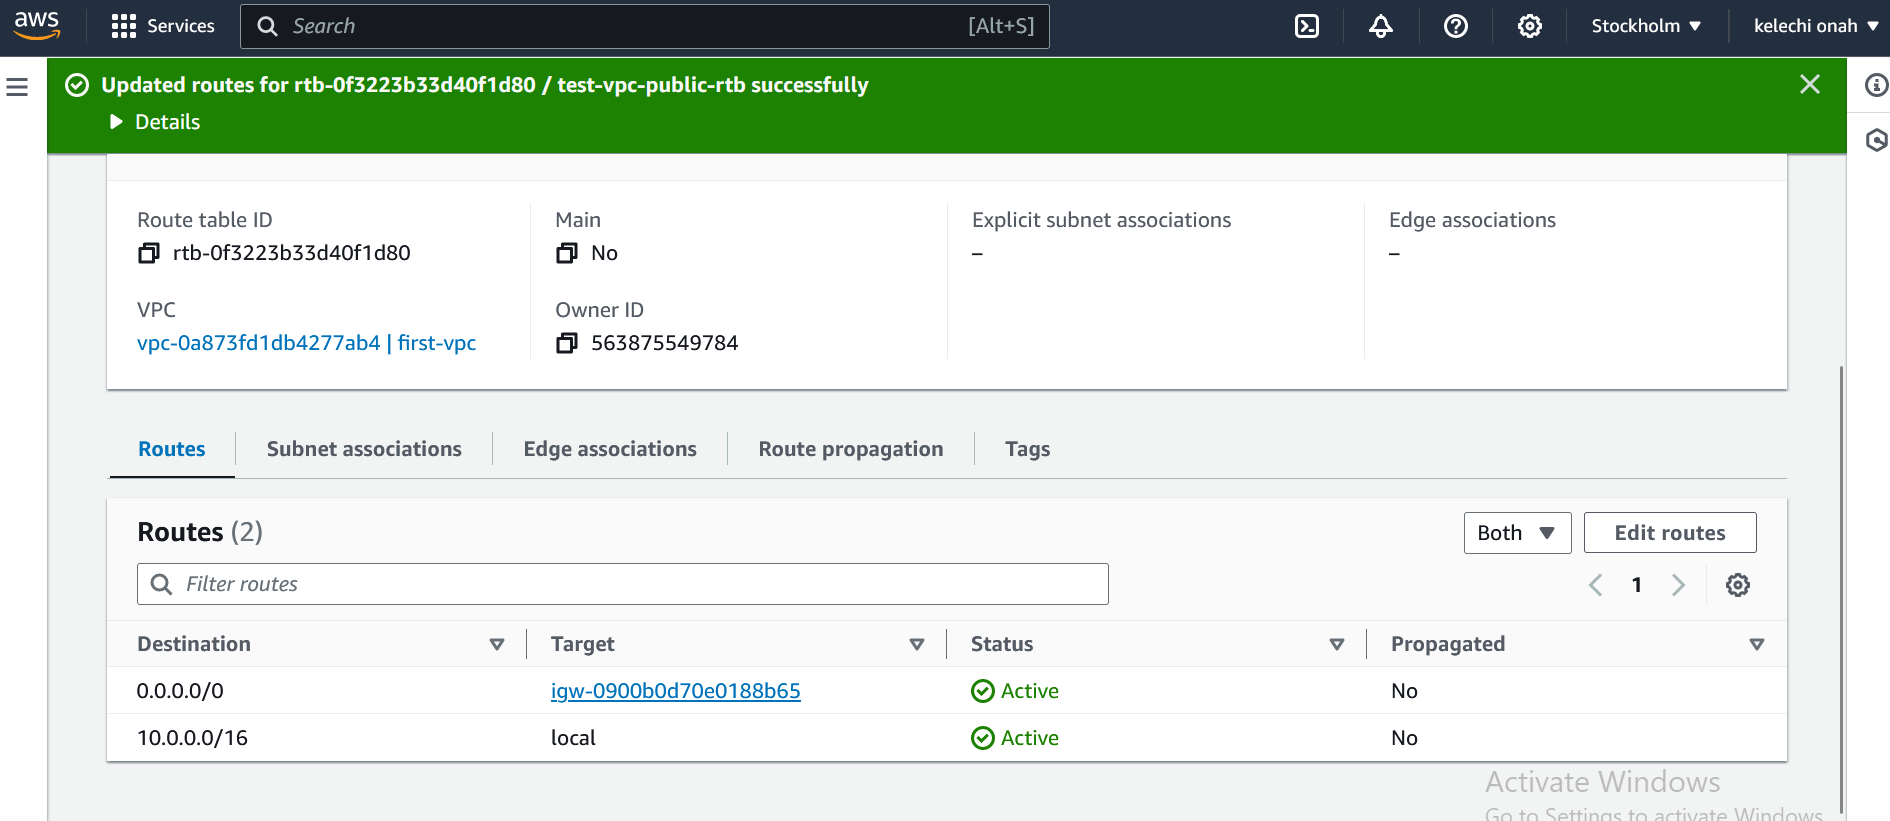 aws Services Search [Alt+S] Stockholm kelechi onah
Updated routes for rtb-0f3223b33d40f1d80 / test-vpc-public-rtb successfully
Details
Route table ID Main Explicit subnet associations Edge associations
rtb-0f3223b33d40f1d80 No – –
VPC Owner ID
vpc-0a873fd1db4277ab4 | first-vpc 563875549784
Routes Subnet associations Edge associations Route propagation Tags
Routes (2) Both Edit routes
Filter routes 1
Destination Target Status Propagated
0.0.0.0/0 igw-0900b0d70e0188b65 Active No
10.0.0.0/16 local Active No
Activate Windows
Go to Settings to activate Windows.